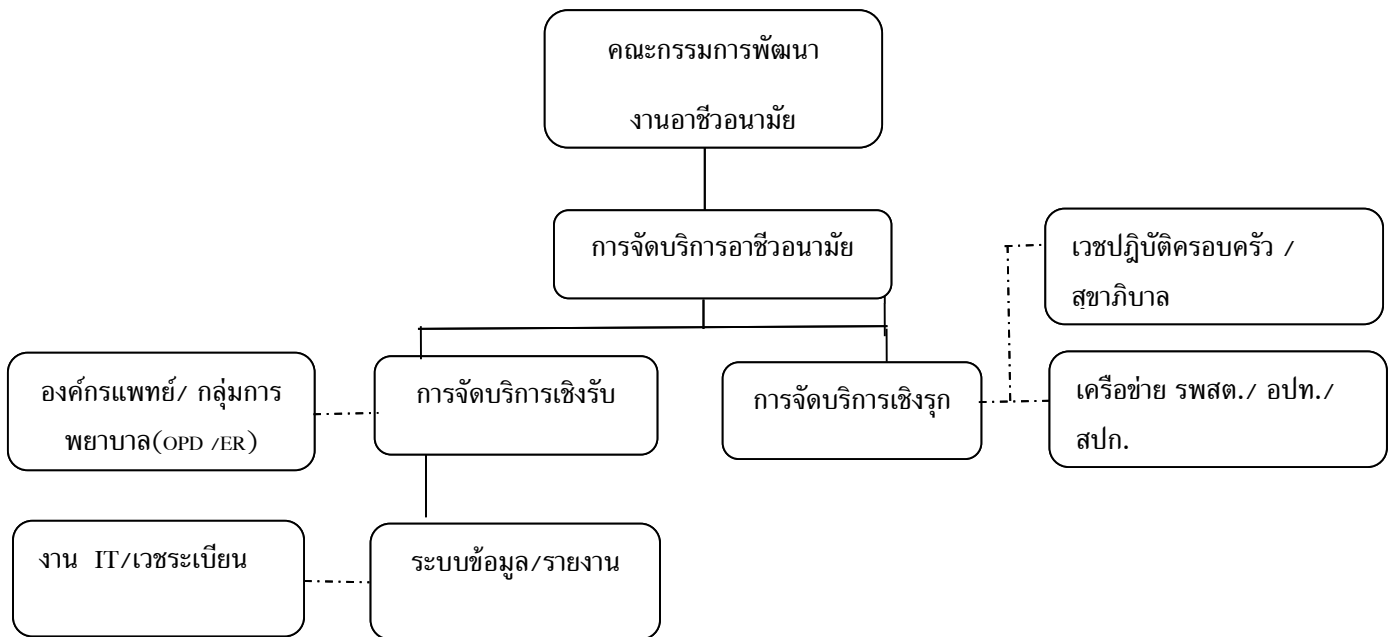 คณะกรรมการพัฒนา
งานอาชีวอนามัย
การจัดบริการอาชีวอนามัย
เวชปฎิบัติครอบครัว /
สุขาภิบาล
องค์กรแพทย์/ กลุ่มการ
พยาบาล(OPD /ER)
การจัดบริการเชิงรับ
การจัดบริการเชิงรุก
เครือข่าย รพสต./ อปท./
สปก.
งาน IT/เวชระเบียน
ระบบข้อมูล/รายงาน